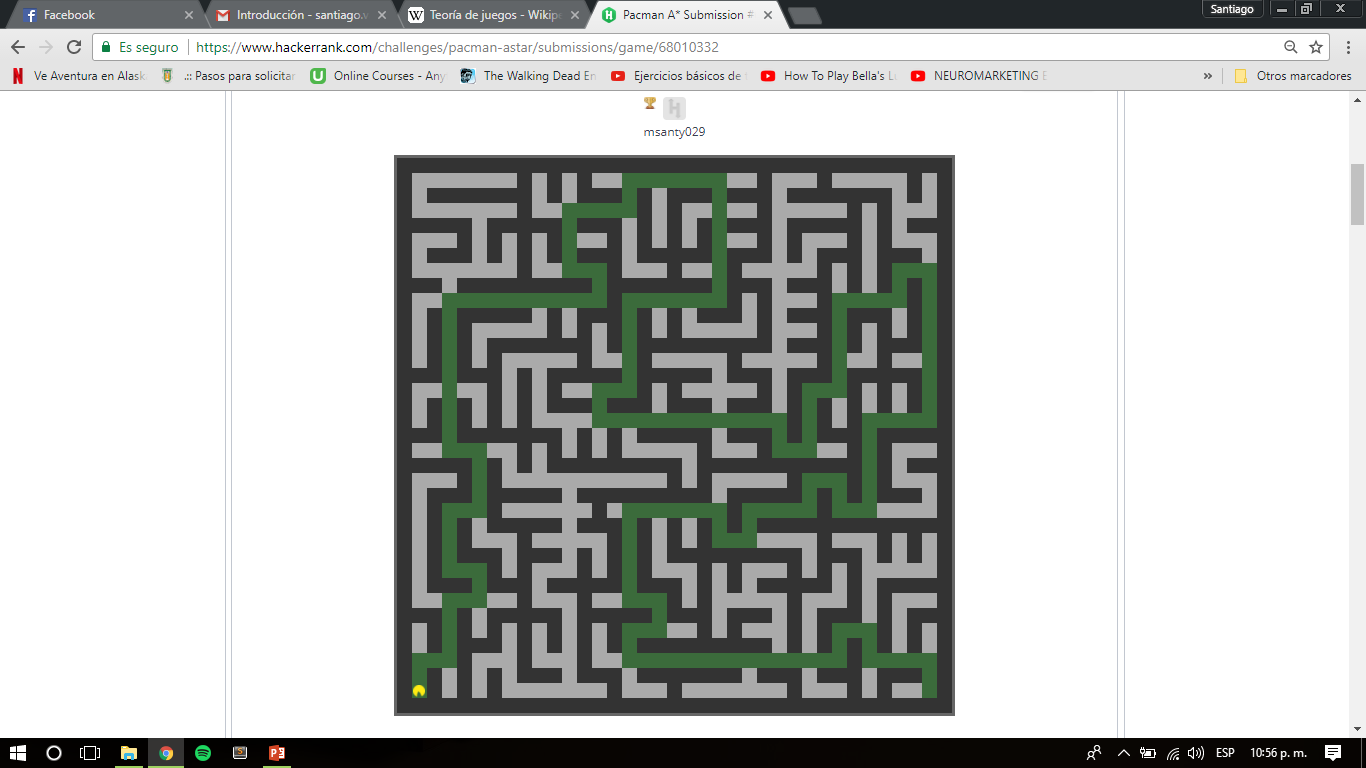 Facebook
Introducción - santiago.v
Teoría de juegos - Wikipe
Pacman A* Submission #
Santiago
Es seguro
https://www.hackerrank.com/challenges/pacman-astar/submissions/game/68010332
Ve Aventura en Alask
.:: Pasos para solicitar
Online Courses - Any
The Walking Dead En
Ejercicios básicos de
How To Play Bella's Lu
NEUROMARKETING E
»
Otros marcadores
msanty029
ESP
10:56 p. m.